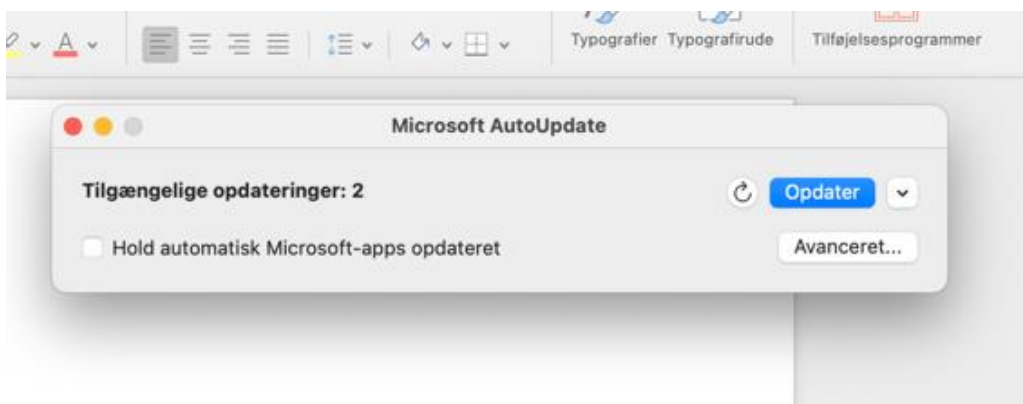 Typografier Typografirude Tilføjelsesprogrammer
Microsoft AutoUpdate
Tilgængelige opdateringer: 2 Opdater
Hold automatisk Microsoft-apps opdateret Avanceret...